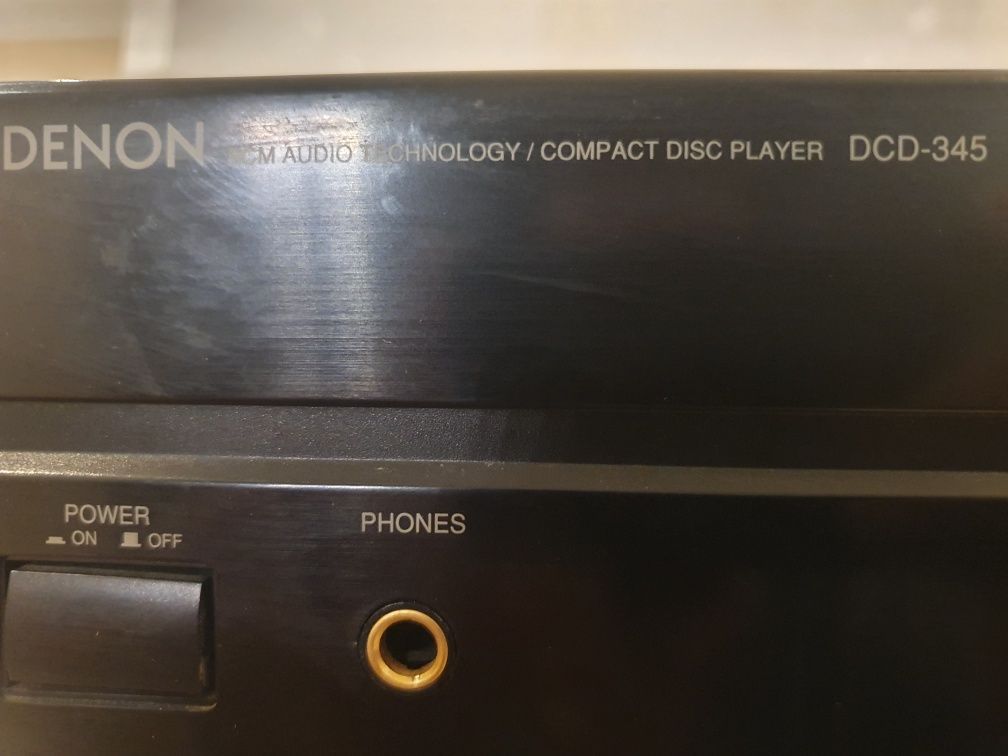 DENON PCM AUDIO TECHNOLOGY / COMPACT DISC PLAYER DCD-345
POWER
ON OFF
PHONES